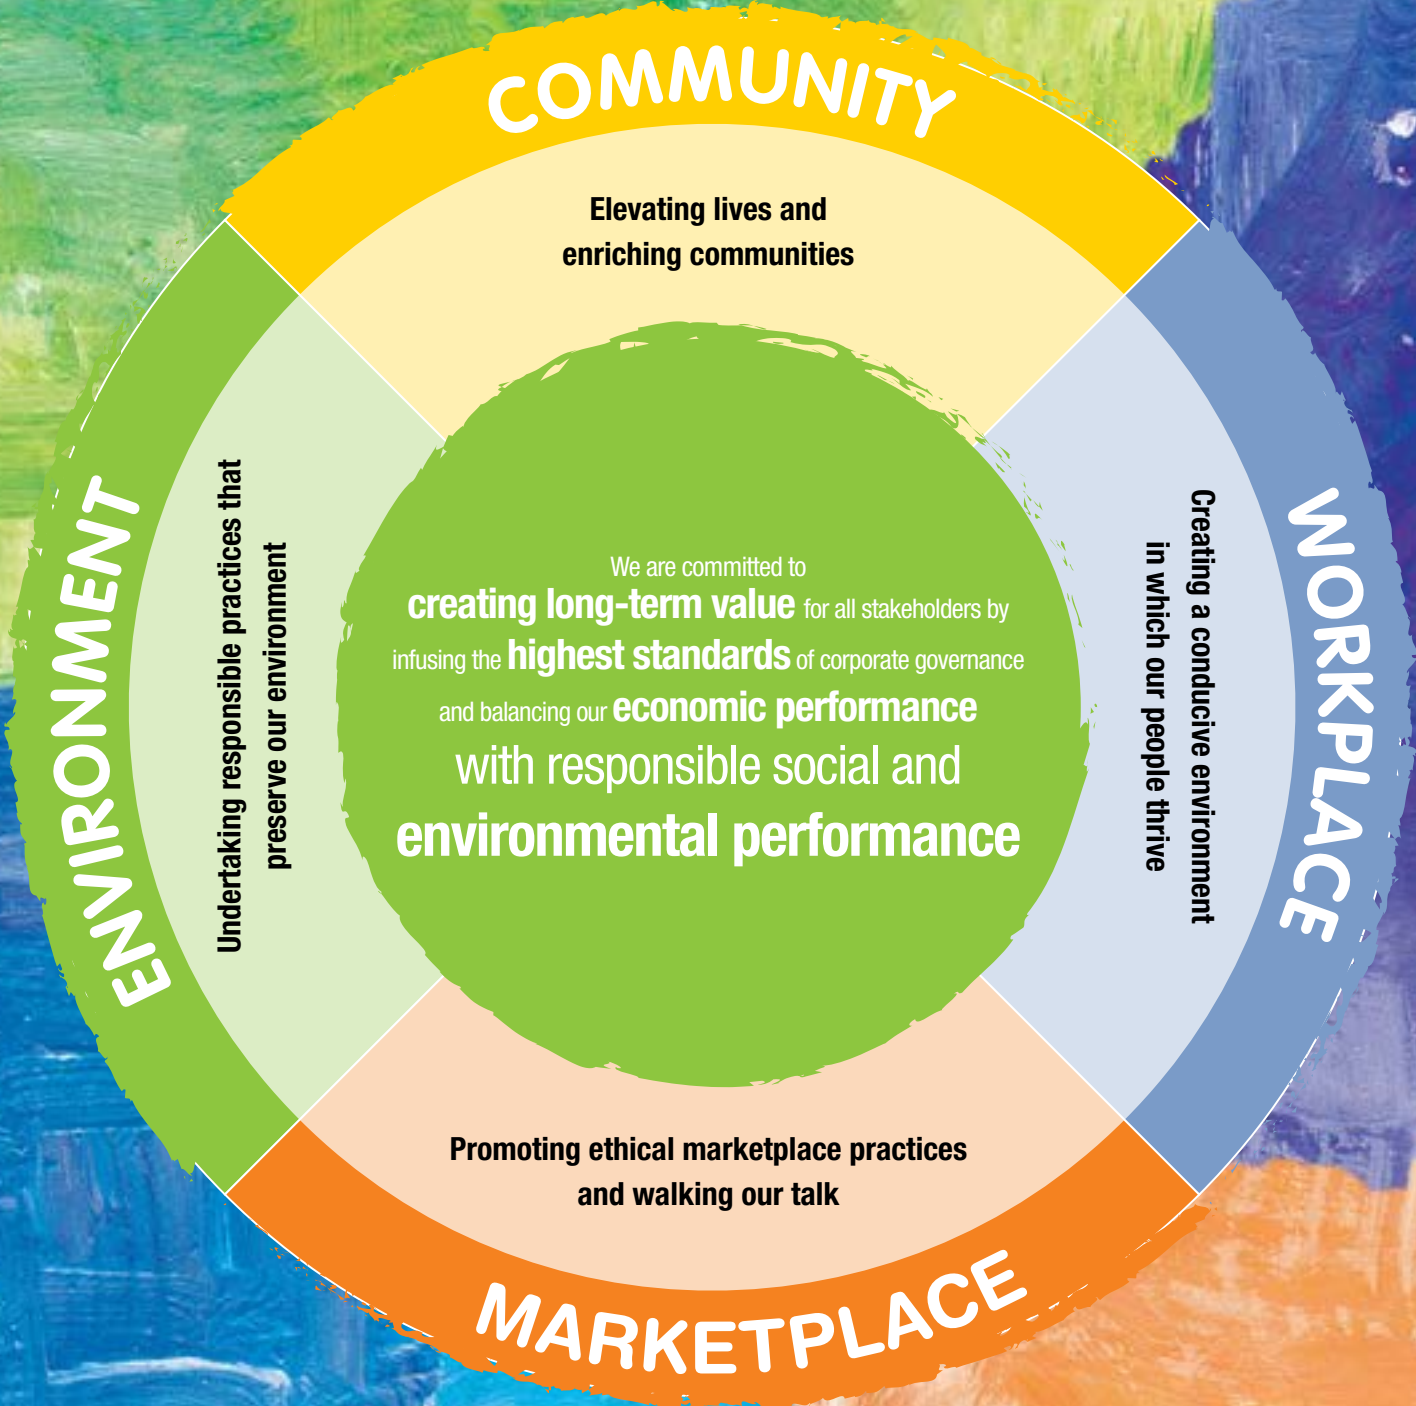 COMMUNITY
Elevating lives and
enriching communities
ENVIRONMENT
Undertaking responsible practices that
preserve our environment
We are committed to
creating long-term value for all stakeholders by
infusing the highest standards of corporate governance
and balancing our economic performance
with responsible social and
environmental performance
Creating a conducive environment
in which our people thrive
WORKPLACE
Promoting ethical marketplace practices
and walking our talk
MARKETPLACE